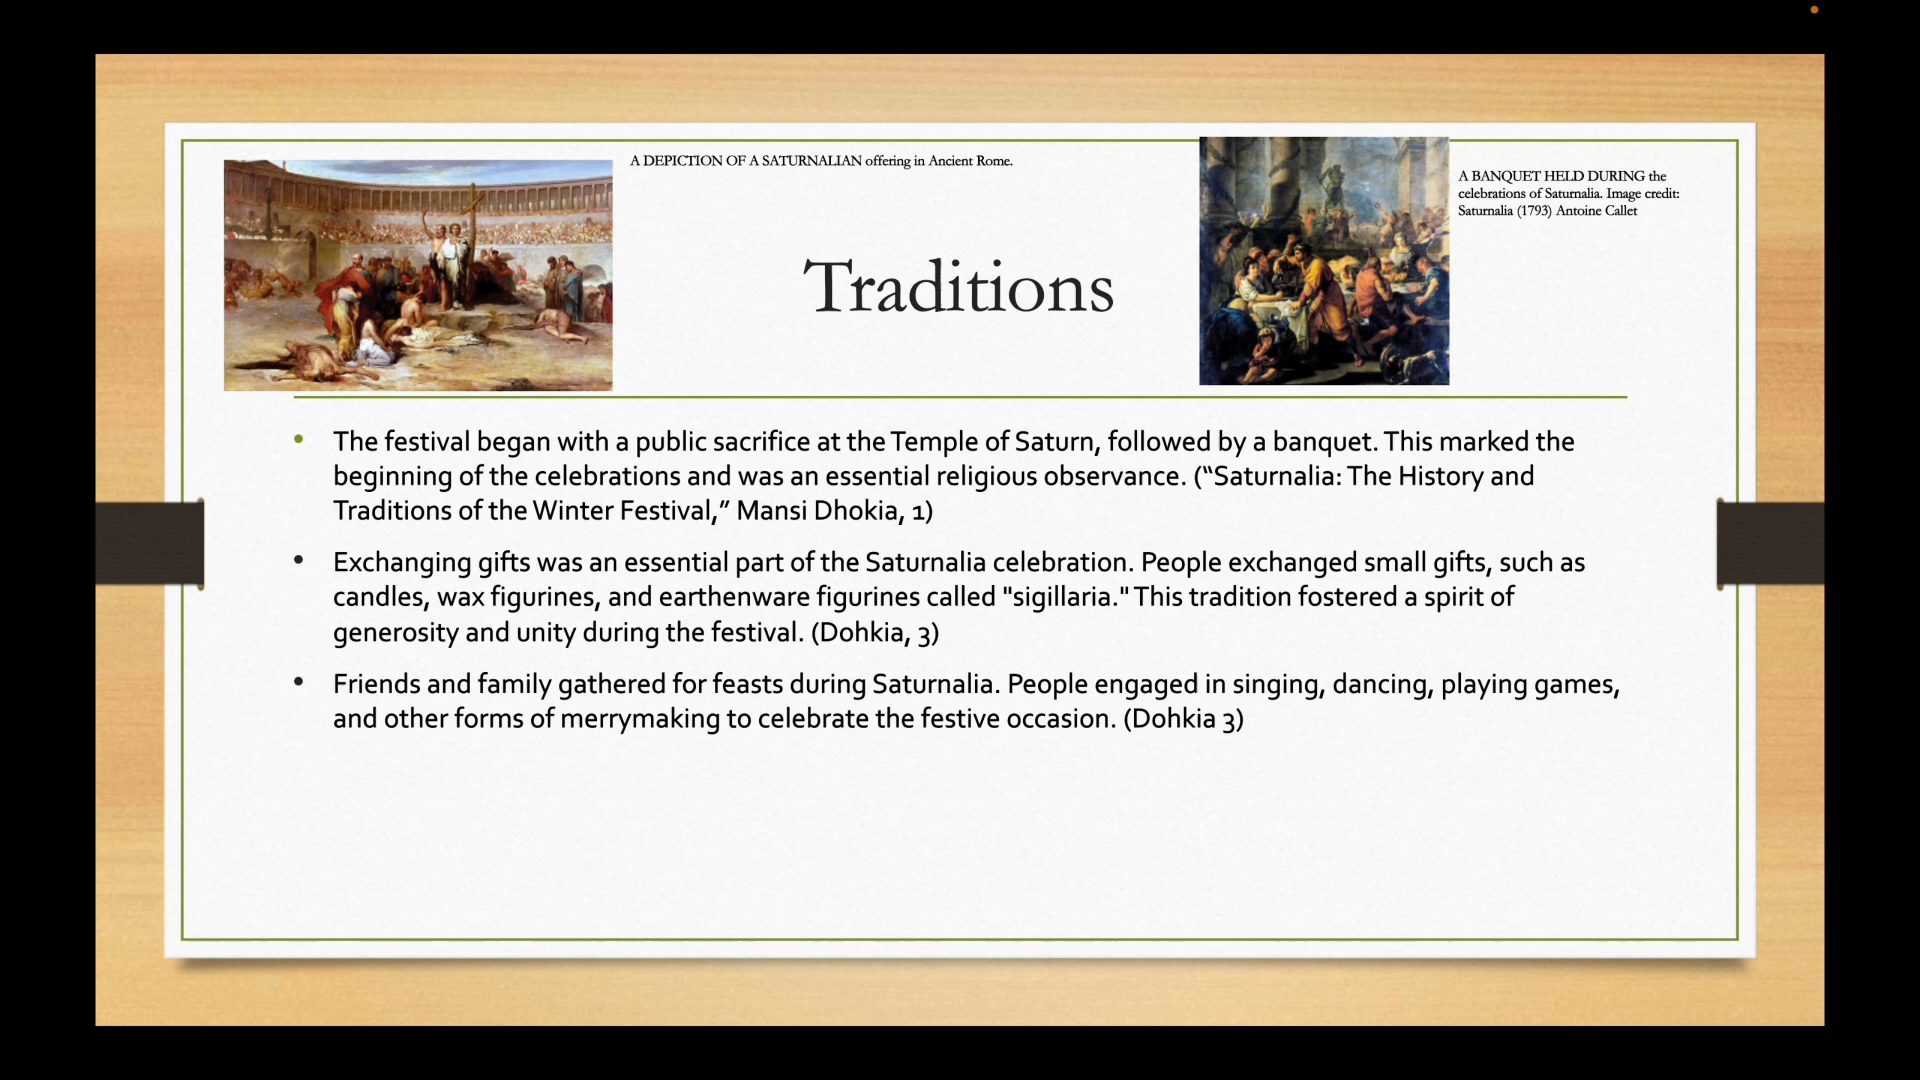 A DEPICTION OF A SATURNALIAN offering in Ancient Rome.
A BANQUET HELD DURING the
celebrations of Saturnalia. Image credit:
Saturnalia (1793) Antoine Callet
Traditions
• The festival began with a public sacrifice at the Temple of Saturn, followed by a banquet. This marked the
beginning of the celebrations and was an essential religious observance. (“Saturnalia: The History and
Traditions of the Winter Festival,” Mansi Dhokia, 1)
• Exchanging gifts was an essential part of the Saturnalia celebration. People exchanged small gifts, such as
candles, wax figurines, and earthenware figurines called "sigillaria." This tradition fostered a spirit of
generosity and unity during the festival. (Dohkia, 3)
• Friends and family gathered for feasts during Saturnalia. People engaged in singing, dancing, playing games,
and other forms of merrymaking to celebrate the festive occasion. (Dohkia 3)